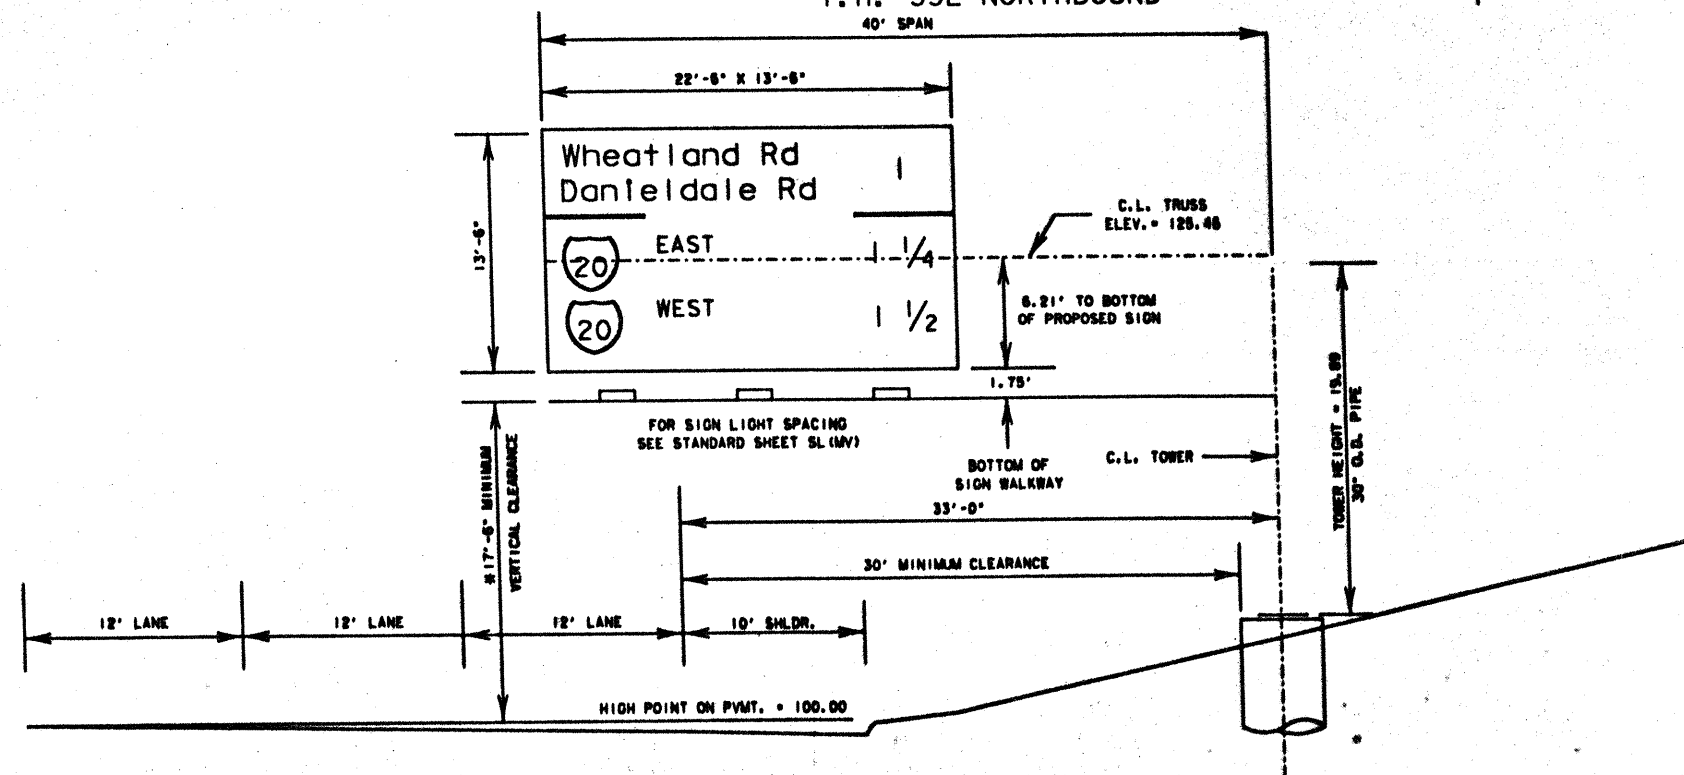 I.H. 35E NORTHBOUND
40' SPAN
22'-6" X 13'-6"
Wheatland Rd 1
Danieldale Rd
13'-6"
C.L. TRUSS
ELEV. = 125.46
20 EAST 1 1/4
20 WEST 1 1/2
6.21' TO BOTTOM
OF PROPOSED SIGN
1.75'
FOR SIGN LIGHT SPACING
SEE STANDARD SHEET SL(MV)
BOTTOM OF
SIGN WALKWAY
C.L. TOWER
TOWER HEIGHT = 19.89
30" O.D. PIPE
*17'-6" MINIMUM
VERTICAL CLEARANCE
33'-0"
30' MINIMUM CLEARANCE
12' LANE
12' LANE
12' LANE
10' SHLDR.
HIGH POINT ON PVMT. = 100.00